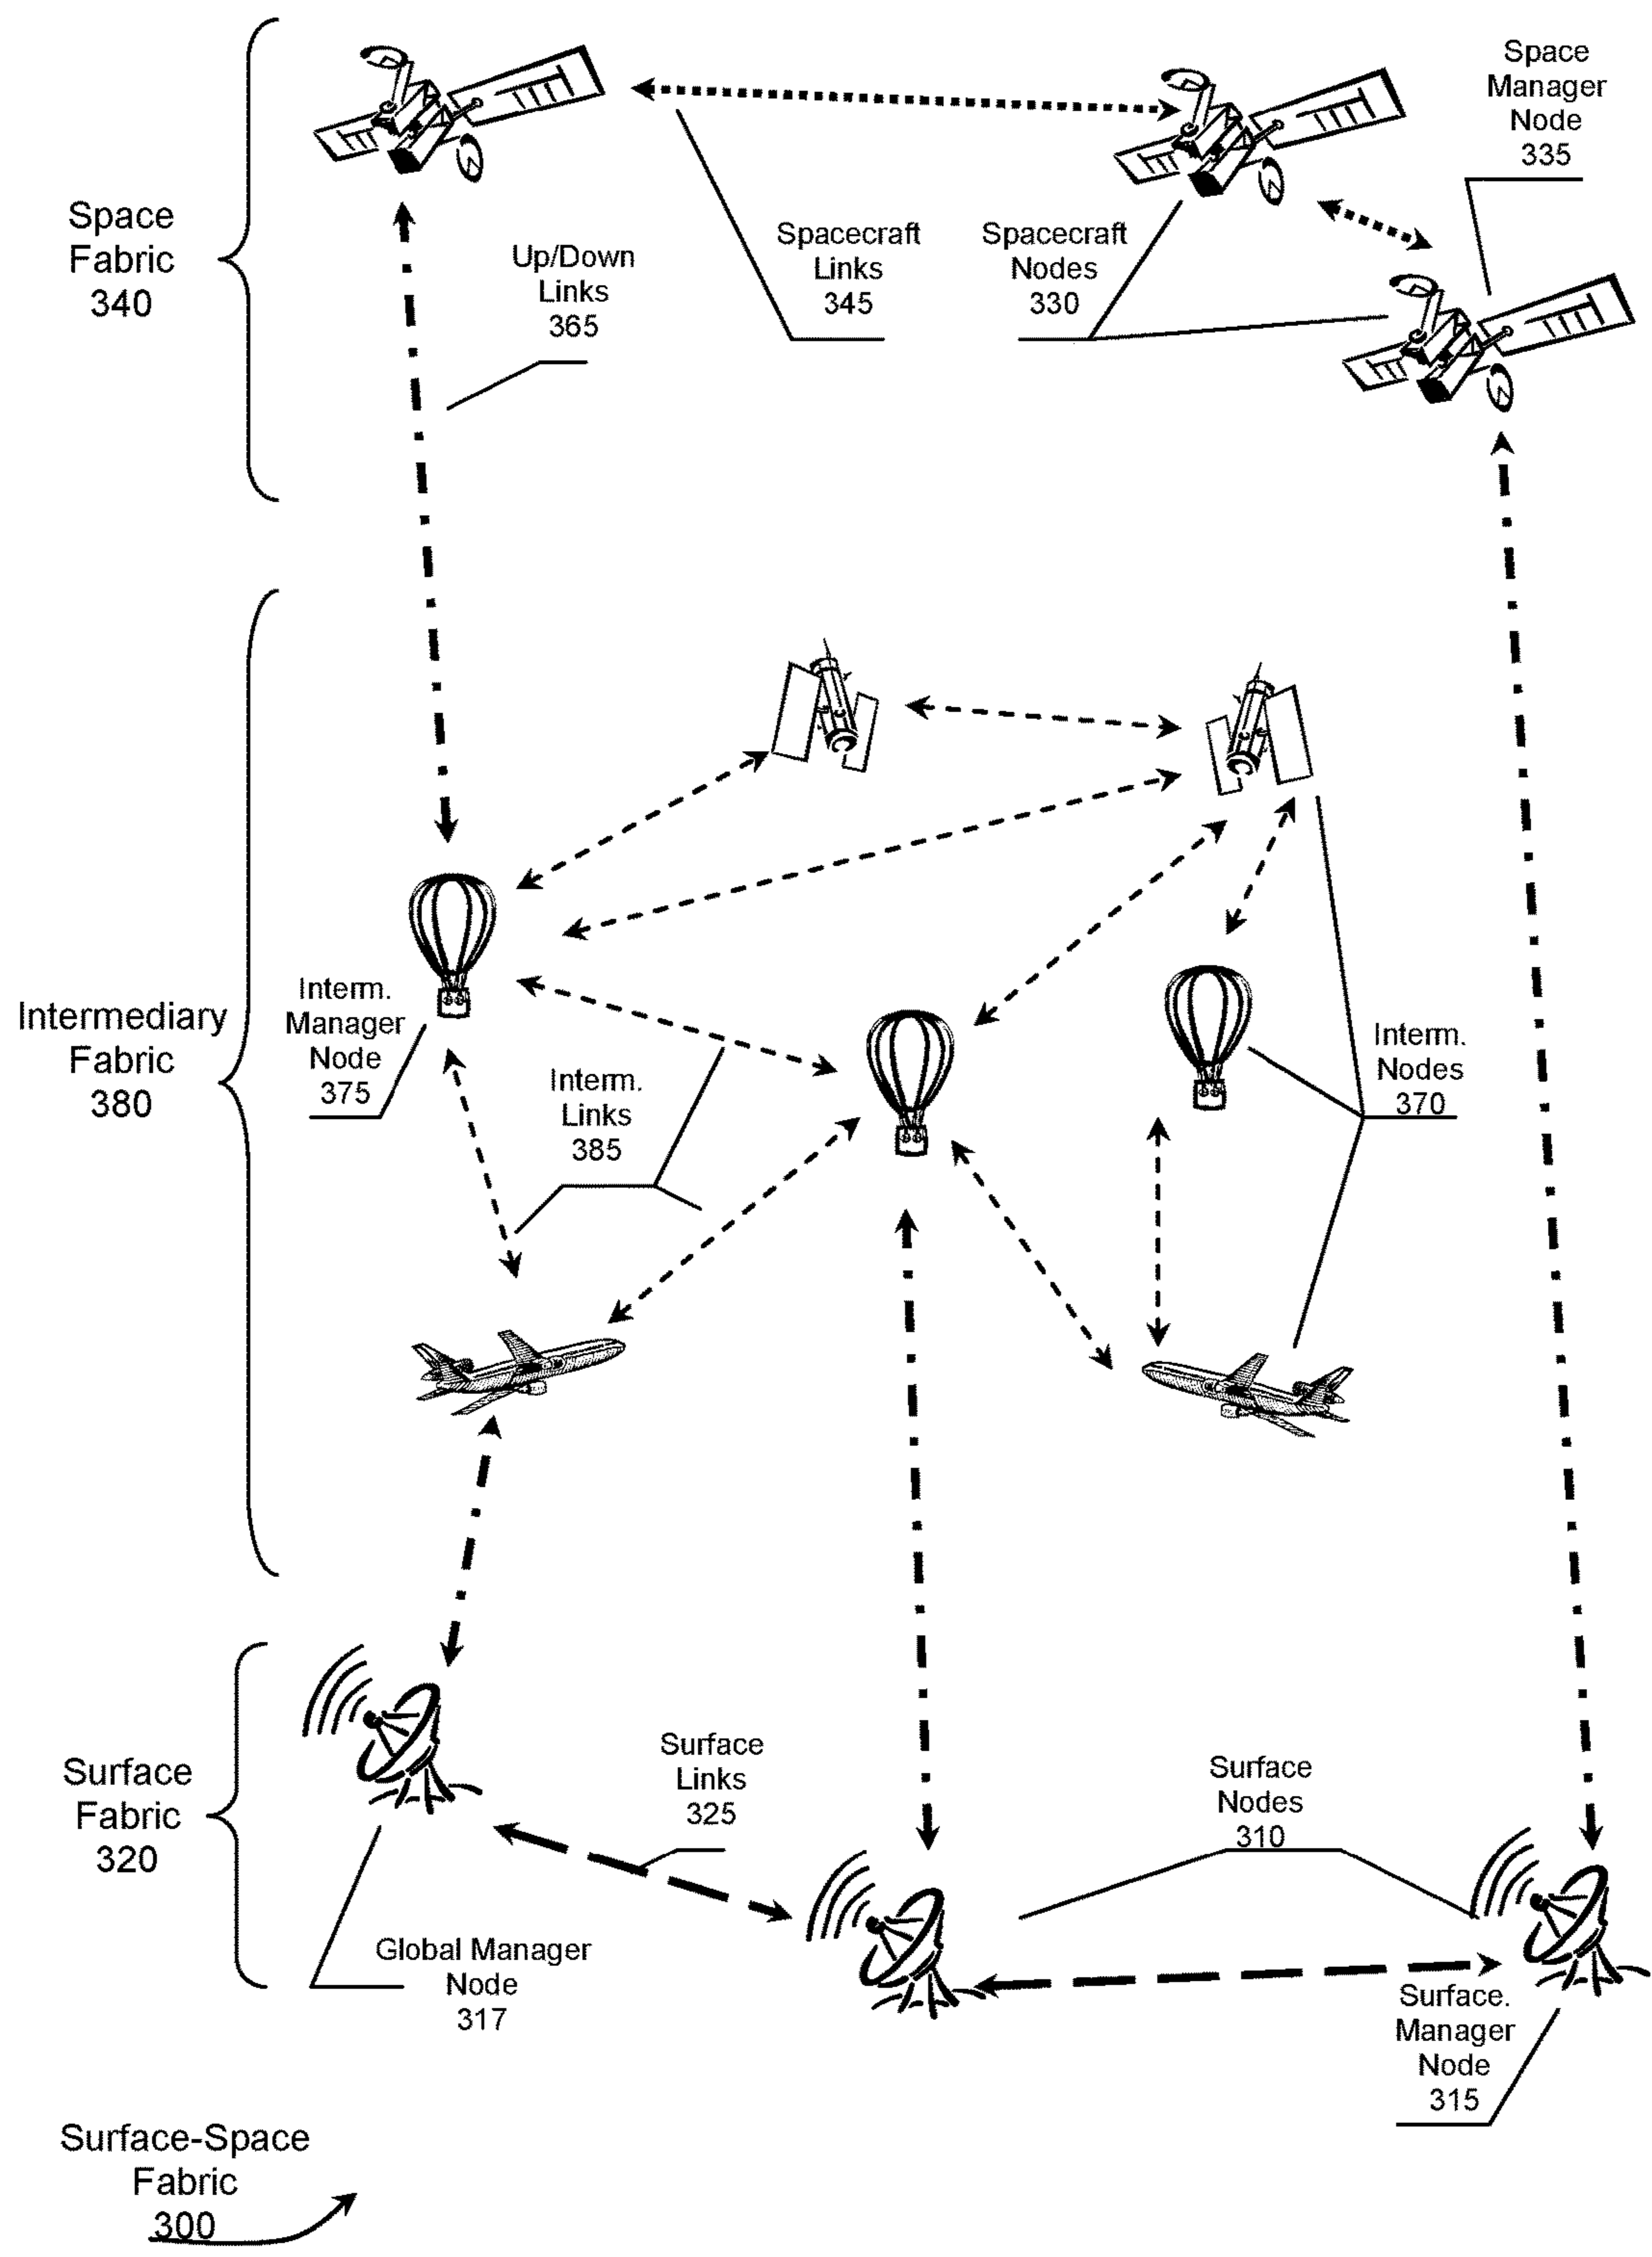 Space
Manager
Node
335
Space
Fabric
340
Up/Down
Links
365
Spacecraft
Links
345
Spacecraft
Nodes
330
Interm.
Manager
Node
375
Intermediary
Fabric
380
Interm.
Links
385
Interm.
Nodes
370
Surface
Fabric
320
Surface
Links
325
Surface
Nodes
310
Global Manager
Node
317
Surface.
Manager
Node
315
Surface-Space
Fabric
300